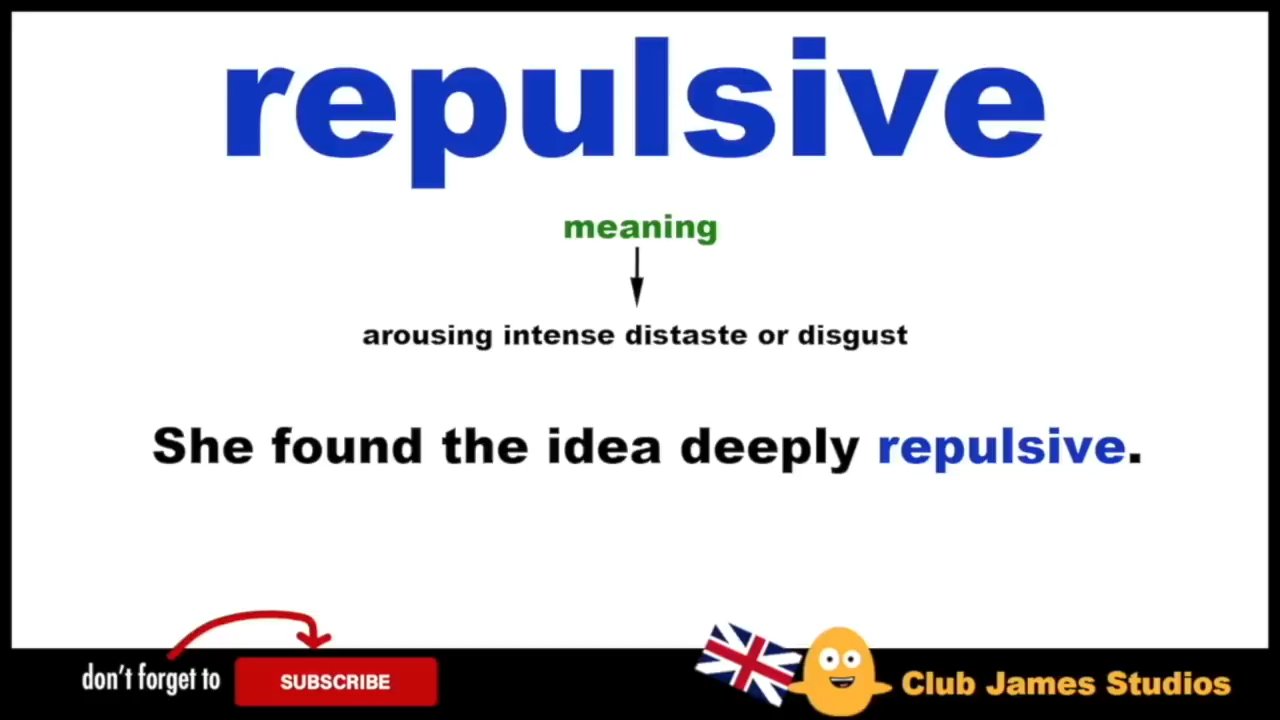 repulsive
meaning
arousing intense distaste or disgust
She found the idea deeply repulsive.
don't forget to SUBSCRIBE
Club James Studios